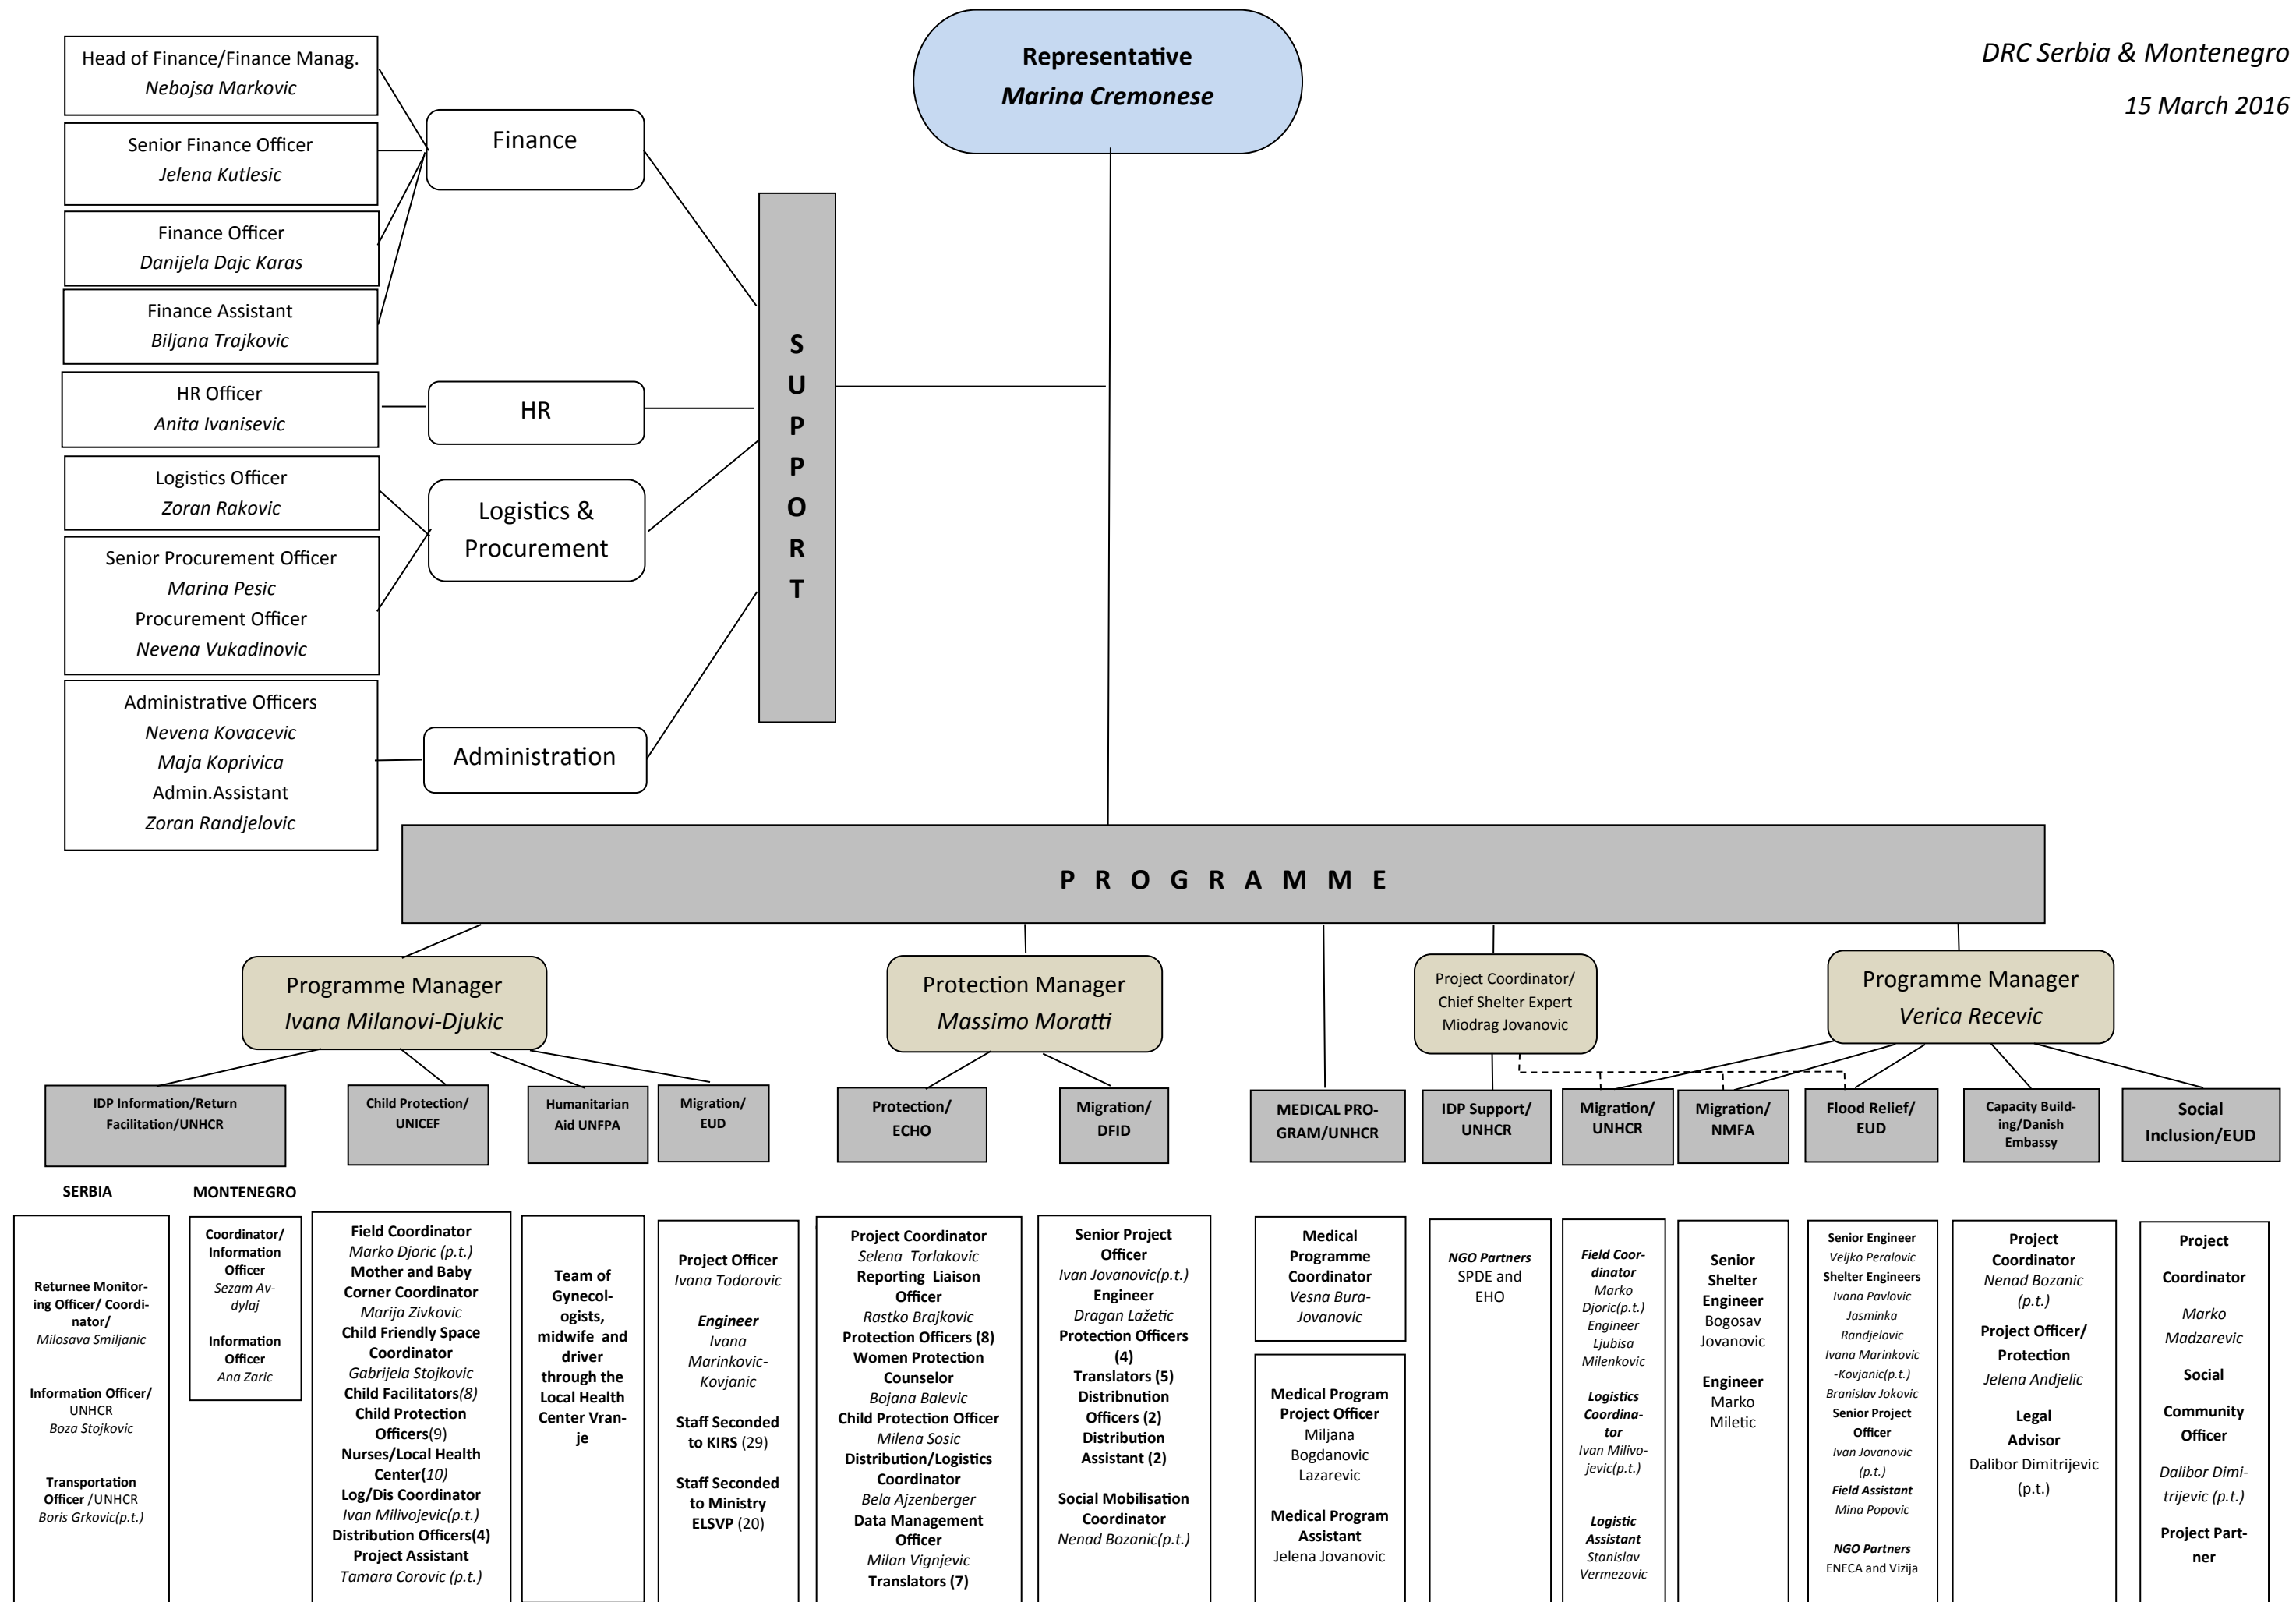 DRC Serbia & Montenegro
15 March 2016
Representative
Marina Cremonese
Head of Finance/Finance Manag.
Nebojsa Markovic
Senior Finance Officer
Jelena Kutlesic
Finance Officer
Danijela Dajc Karas
Finance Assistant
Biljana Trajkovic
HR Officer
Anita Ivanisevic
Logistics Officer
Zoran Rakovic
Senior Procurement Officer
Marina Pesic
Procurement Officer
Nevena Vukadinovic
Administrative Officers
Nevena Kovacevic
Maja Koprivica
Admin.Assistant
Zoran Randjelovic
Finance
HR
Logistics &
Procurement
Administration
S
U
P
P
O
R
T
P R O G R A M M E
Programme Manager
Ivana Milanovi-Djukic
Protection Manager
Massimo Moratti
Project Coordinator/
Chief Shelter Expert
Miodrag Jovanovic
Programme Manager
Verica Recevic
IDP Information/Return
Facilitation/UNHCR
Child Protection/
UNICEF
Humanitarian
Aid UNFPA
Migration/
EUD
Protection/
ECHO
Migration/
DFID
MEDICAL PRO-
GRAM/UNHCR
IDP Support/
UNHCR
Migration/
UNHCR
Migration/
NMFA
Flood Relief/
EUD
Capacity Build-
ing/Danish
Embassy
Social
Inclusion/EUD
SERBIA
MONTENEGRO
Returnee Monitor-
ing Officer/ Coordi-
nator/
Milosava Smiljanic
Information Officer/
UNHCR
Boza Stojkovic
Transportation
Officer /UNHCR
Boris Grkovic(p.t.)
Coordinator/
Information
Officer
Sezam Av-
dylaj
Information
Officer
Ana Zaric
Field Coordinator
Marko Djoric (p.t.)
Mother and Baby
Corner Coordinator
Marija Zivkovic
Child Friendly Space
Coordinator
Gabrijela Stojkovic
Child Facilitators(8)
Child Protection
Officers(9)
Nurses/Local Health
Center(10)
Log/Dis Coordinator
Ivan Milivojevic(p.t.)
Distribution Officers(4)
Project Assistant
Tamara Corovic (p.t.)
Team of
Gynecol-
ogists,
midwife and
driver
through the
Local Health
Center Vran-
je
Project Officer
Ivana Todorovic
Engineer
Ivana
Marinkovic-
Kovjanic
Staff Seconded
to KIRS (29)
Staff Seconded
to Ministry
ELSVP (20)
Project Coordinator
Selena Torlakovic
Reporting Liaison
Officer
Rastko Brajkovic
Protection Officers (8)
Women Protection
Counselor
Bojana Balevic
Child Protection Officer
Milena Sosic
Distribution/Logistics
Coordinator
Bela Ajzenberger
Data Management
Officer
Milan Vignjevic
Translators (7)
Senior Project
Officer
Ivan Jovanovic(p.t.)
Engineer
Dragan Lažetic
Protection Officers
(4)
Translators (5)
Distribnution
Officers (2)
Distribution
Assistant (2)
Social Mobilisation
Coordinator
Nenad Bozanic(p.t.)
Medical
Programme
Coordinator
Vesna Bura-
Jovanovic
Medical Program
Project Officer
Miljana
Bogdanovic
Lazarevic
Medical Program
Assistant
Jelena Jovanovic
NGO Partners
SPDE and
EHO
Field Coor-
dinator
Marko
Djoric(p.t.)
Engineer
Ljubisa
Milenkovic
Logistics
Coordina-
tor
Ivan Milivo-
jevic(p.t.)
Logistic
Assistant
Stanislav
Vermezovic
Senior
Shelter
Engineer
Bogosav
Jovanovic
Engineer
Marko
Miletic
Senior Engineer
Veljko Peralovic
Shelter Engineers
Ivana Pavlovic
Jasminka
Randjelovic
Ivana Marinkovic
-Kovjanic(p.t.)
Branislav Jokovic
Senior Project
Officer
Ivan Jovanovic
(p.t.)
Field Assistant
Mina Popovic
NGO Partners
ENECA and Vizija
Project
Coordinator
Nenad Bozanic
(p.t.)
Project Officer/
Protection
Jelena Andjelic
Legal
Advisor
Dalibor Dimitrijevic
(p.t.)
Project
Coordinator
Marko
Madzarevic
Social
Community
Officer
Dalibor Dimi-
trijevic (p.t.)
Project Part-
ner